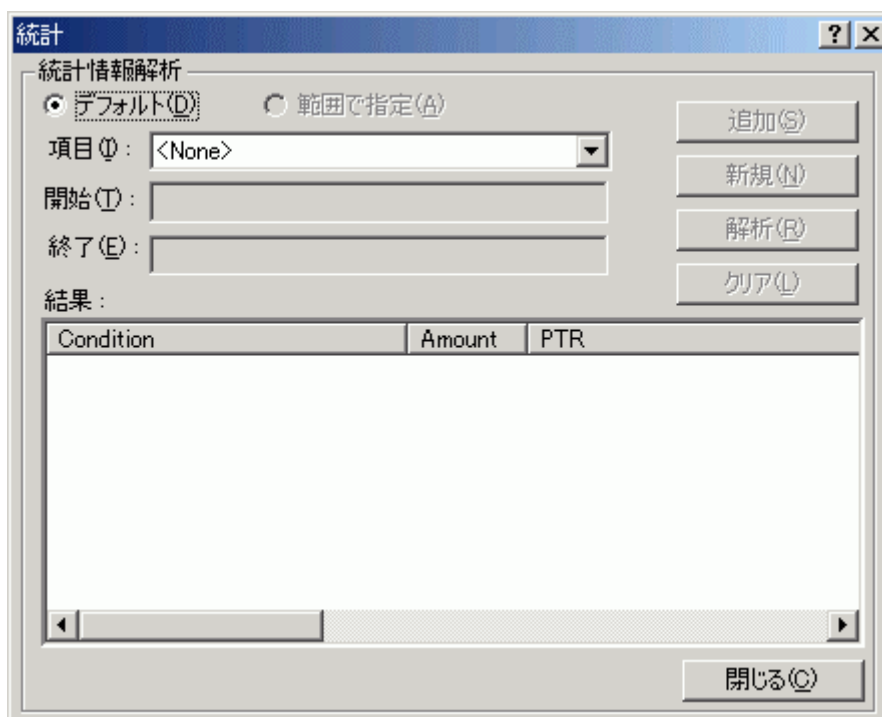 統計
統計情報解析
デフォルト(D) 範囲で指定(A)
追加(S)
項目(I): <None>
新規(N)
開始(T):
解析(R)
終了(E):
クリア(L)
結果:
Condition Amount PTR
閉じる(C)